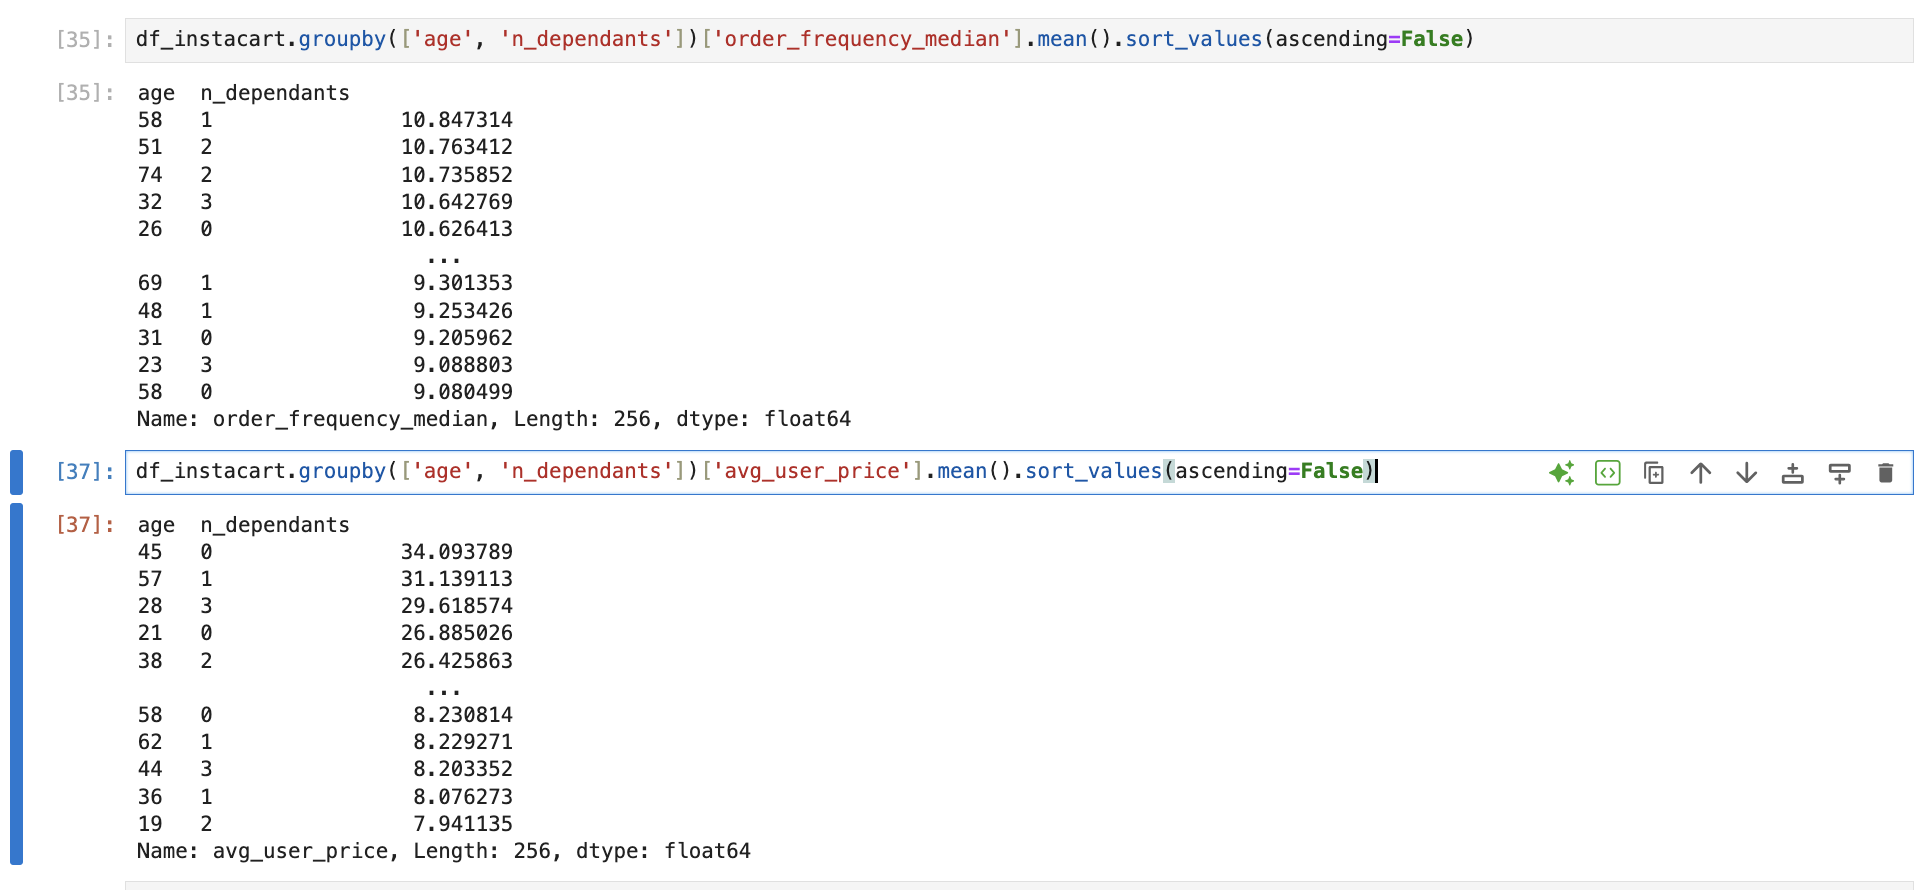 [35]: df_instacart.groupby(['age', 'n_dependants'])['order_frequency_median'].mean().sort_values(ascending=False)
[35]: age  n_dependants
58   1               10.847314
51   2               10.763412
74   2               10.735852
32   3               10.642769
26   0               10.626413
...
69   1                9.301353
48   1                9.253426
31   0                9.205962
23   3                9.088803
58   0                9.080499
Name: order_frequency_median, Length: 256, dtype: float64
[37]: df_instacart.groupby(['age', 'n_dependants'])['avg_user_price'].mean().sort_values(ascending=False)
[37]: age  n_dependants
45   0               34.093789
57   1               31.139113
28   3               29.618574
21   0               26.885026
38   2               26.425863
...
58   0                8.230814
62   1                8.229271
44   3                8.203352
36   1                8.076273
19   2                7.941135
Name: avg_user_price, Length: 256, dtype: float64